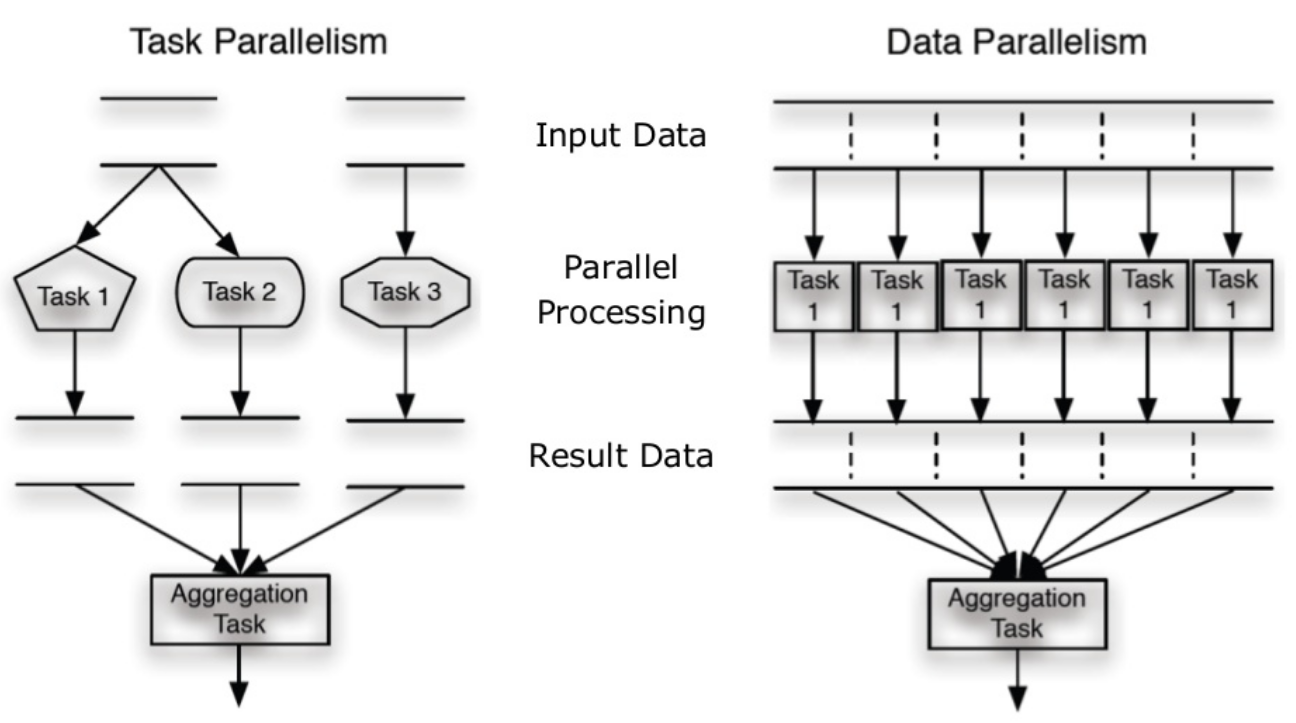 Task Parallelism
Data Parallelism
Input Data
Task 1
Task 2
Task 3
Parallel
Processing
Task
1
Task
1
Task
1
Task
1
Task
1
Task
1
Result Data
Aggregation
Task
Aggregation
Task